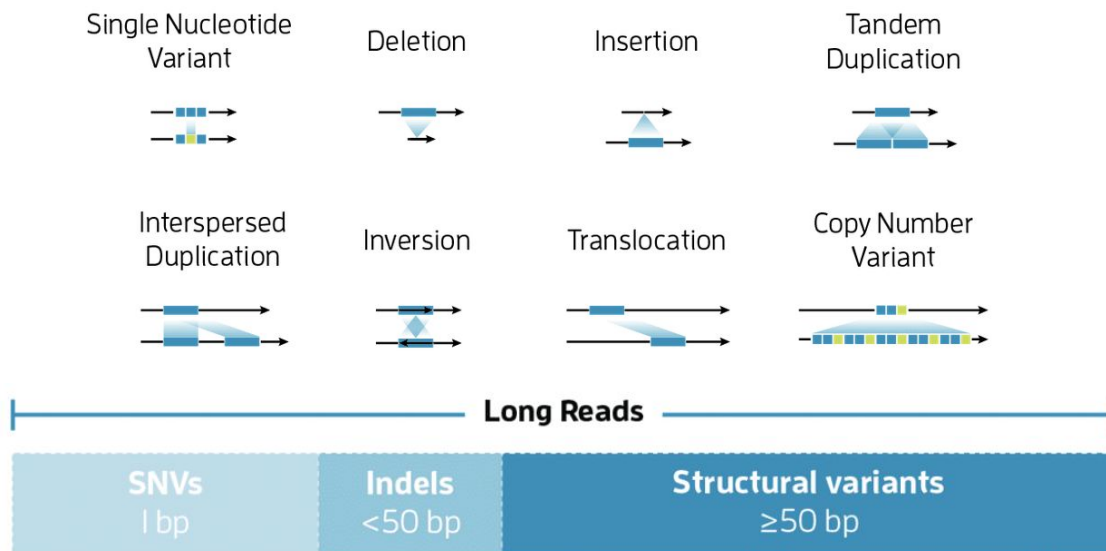 Single Nucleotide
Variant
Deletion
Insertion
Tandem
Duplication
Interspersed
Duplication
Inversion
Translocation
Copy Number
Variant
Long Reads
SNVs
1 bp
Indels
<50 bp
Structural variants
≥50 bp